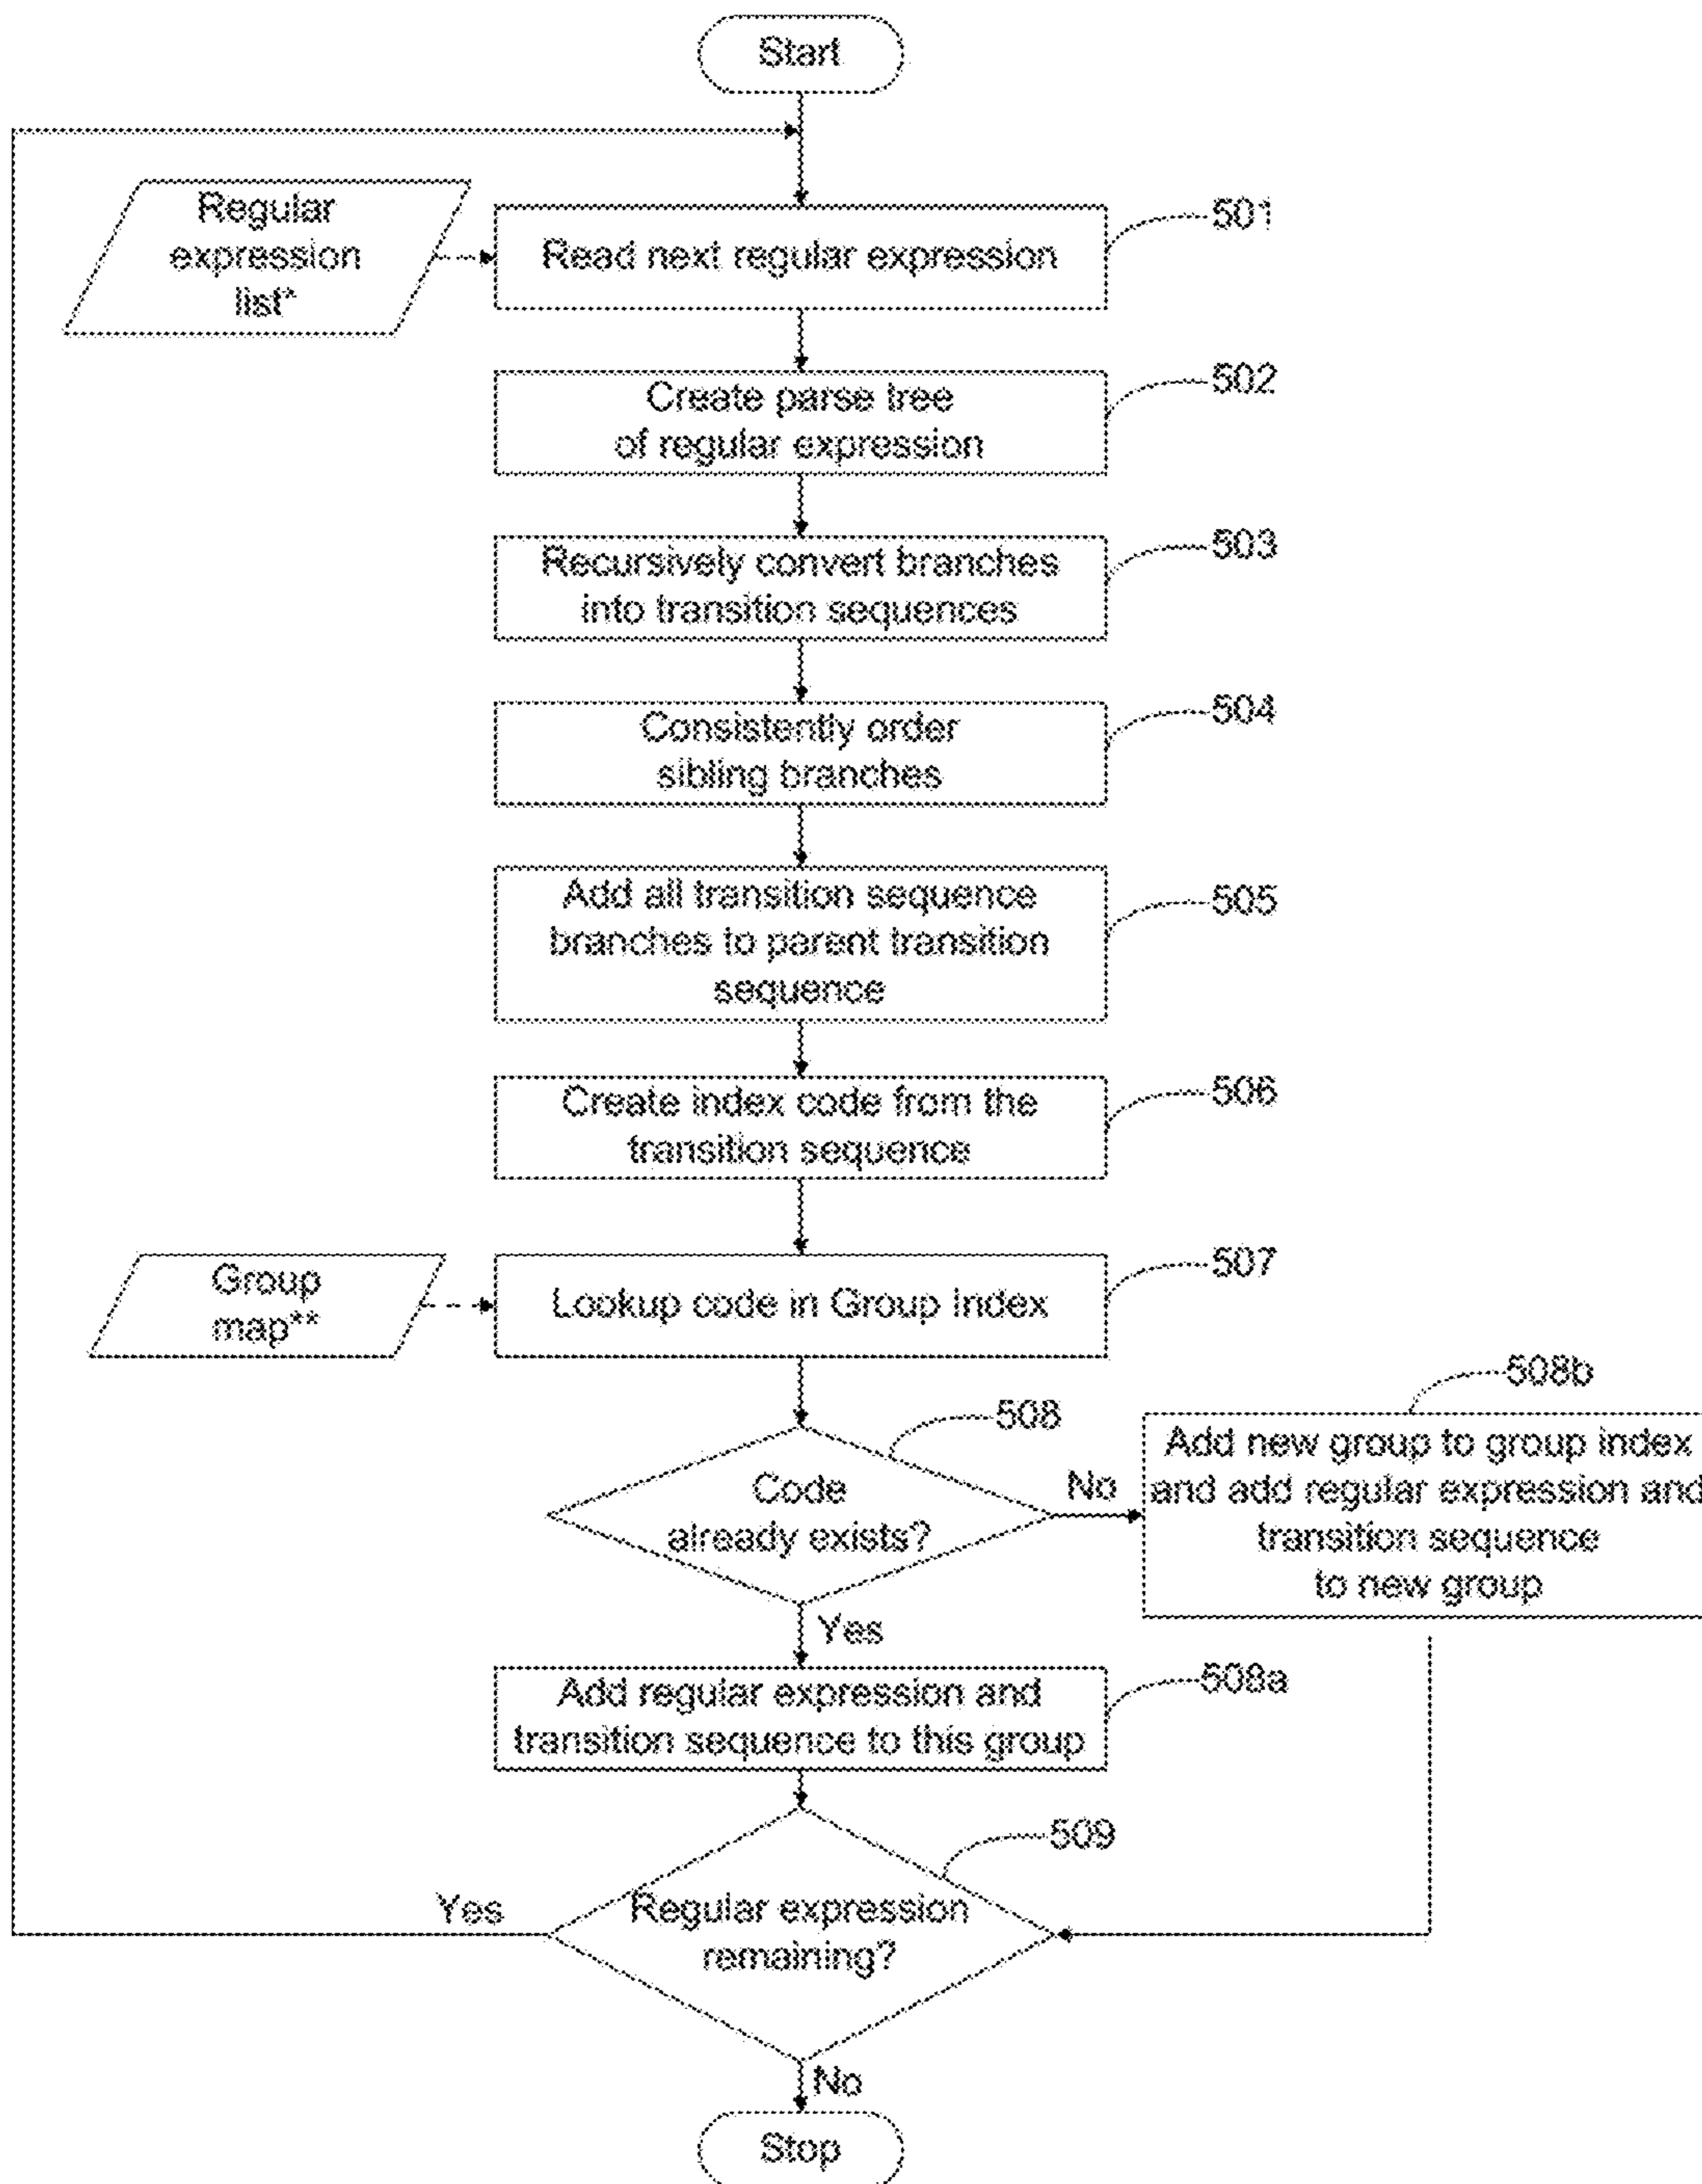 Start
Regular
expression
list*
Read next regular expression
501
Create parse tree
of regular expression
502
Recursively convert branches
into transition sequences
503
Consistently order
sibling branches
504
Add all transition sequence
branches to parent transition
sequence
505
Create index code from the
transition sequence
506
Group
map**
Lookup code in Group Index
507
Code
already exists?
508
No
508b
Add new group to group index
and add regular expression and
transition sequence
to new group
Yes
Add regular expression and
transition sequence to this group
508a
Regular expression
remaining?
509
Yes
No
Stop